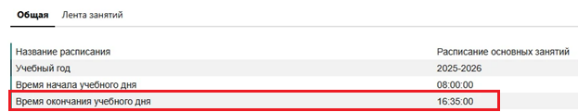 Общая Лента занятий
Название расписания Расписание основных занятий
Учебный год 2025-2026
Время начала учебного дня 08:00:00
Время окончания учебного дня 16:35:00